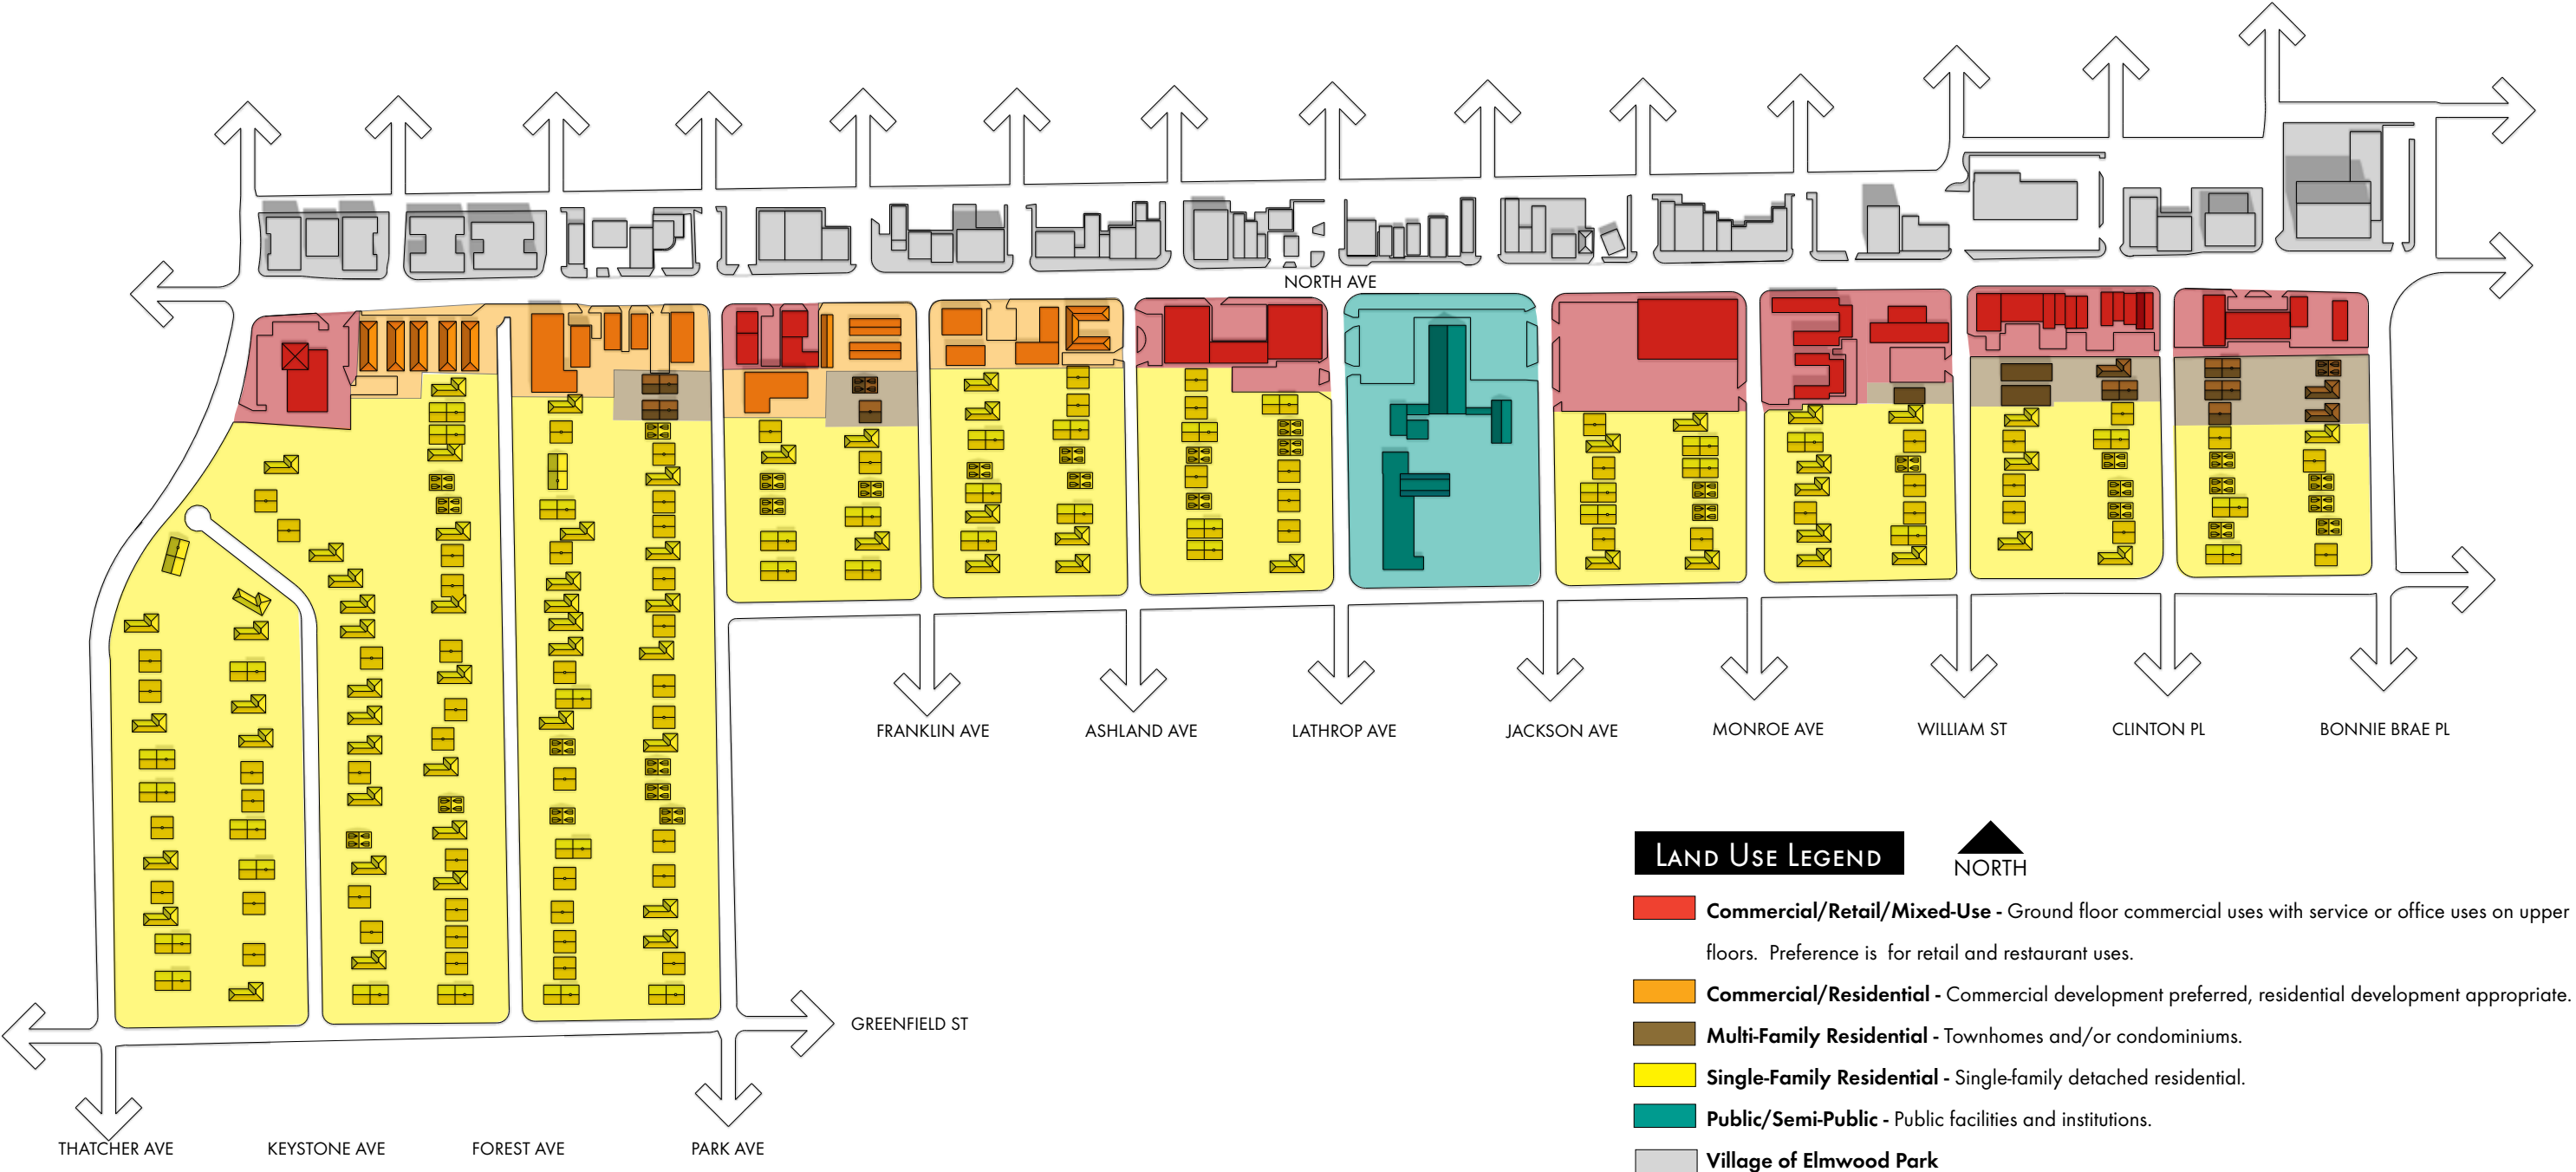 NORTH AVE
FRANKLIN AVE
ASHLAND AVE
LATHROP AVE
JACKSON AVE
MONROE AVE
WILLIAM ST
CLINTON PL
BONNIE BRAE PL
GREENFIELD ST
THATCHER AVE
KEYSTONE AVE
FOREST AVE
PARK AVE
LAND USE LEGEND
NORTH
Commercial/Retail/Mixed-Use - Ground floor commercial uses with service or office uses on upper
floors. Preference is for retail and restaurant uses.
Commercial/Residential - Commercial development preferred, residential development appropriate.
Multi-Family Residential - Townhomes and/or condominiums.
Single-Family Residential - Single-family detached residential.
Public/Semi-Public - Public facilities and institutions.
Village of Elmwood Park